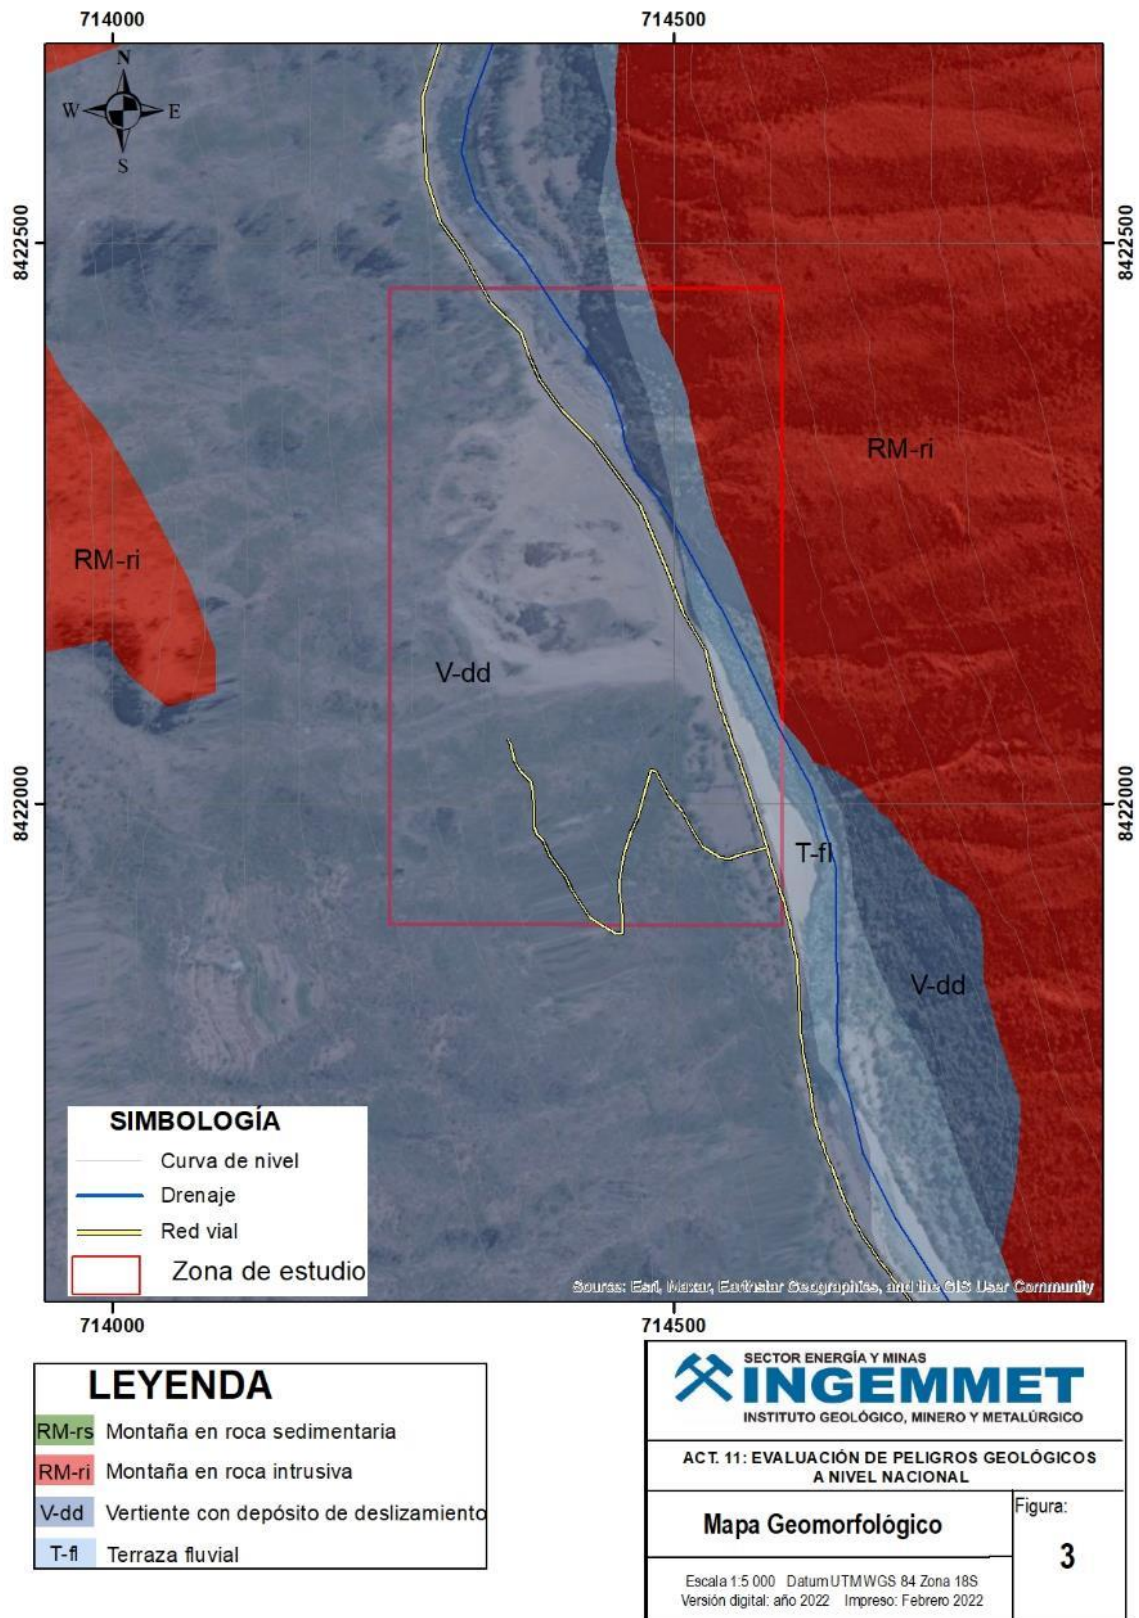 714000
714500
N
W
E
S
8422500
8422500
RM-ri
RM-ri
V-dd
8422000
8422000
T-fl
V-dd
SIMBOLOGÍA
Curva de nivel
Drenaje
Red vial
Zona de estudio
Source: Esri, Maxar, Earthstar Geographics, and the GIS User Community
714000
714500
LEYENDA
RM-rs Montaña en roca sedimentaria
RM-ri Montaña en roca intrusiva
V-dd Vertiente con depósito de deslizamiento
T-fl Terraza fluvial
SECTOR ENERGÍA Y MINAS
INGEMMET
INSTITUTO GEOLÓGICO, MINERO Y METALÚRGICO
ACT. 11: EVALUACIÓN DE PELIGROS GEOLÓGICOS
A NIVEL NACIONAL
Mapa Geomorfológico
Figura:
3
Escala 1:5 000 Datum UTM WGS 84 Zona 18S
Versión digital: año 2022 Impreso: Febrero 2022